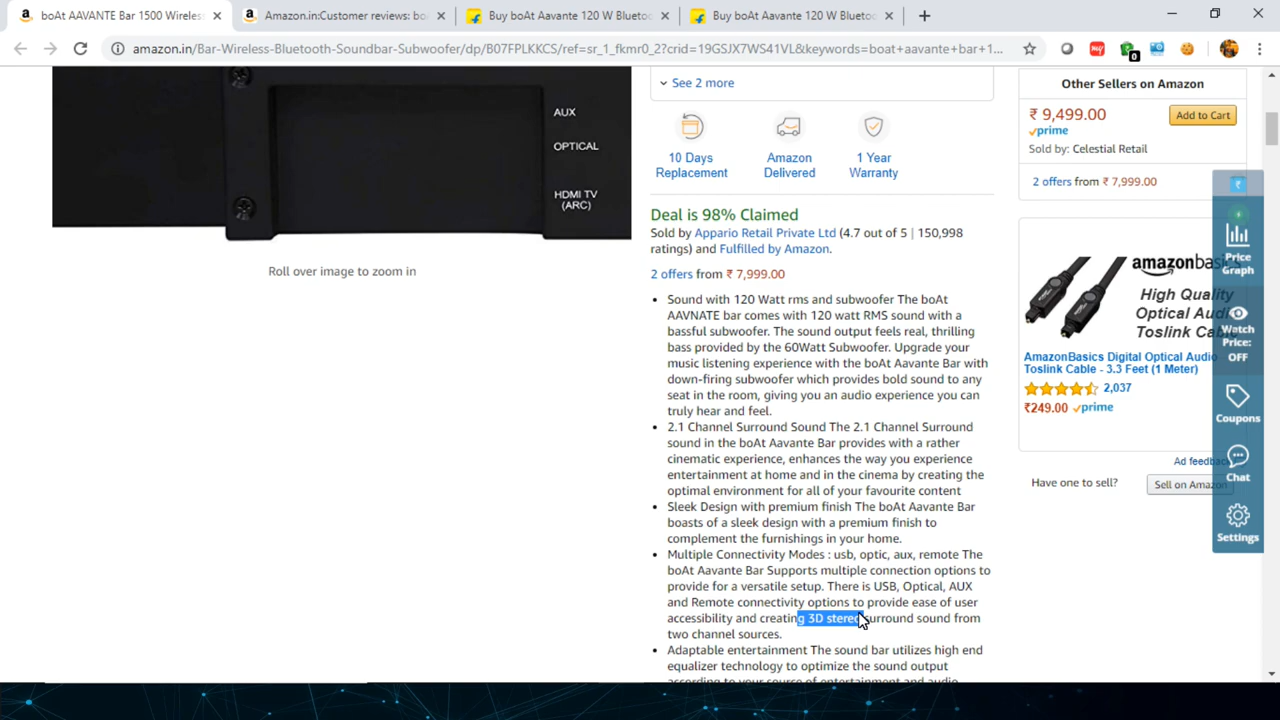 boAt AAVANTE Bar 1500 Wireless
Amazon.in:Customer reviews: bo
Buy boAt Aavante 120 W Bluetoo
Buy boAt Aavante 120 W Bluetoo
amazon.in/Bar-Wireless-Bluetooth-Soundbar-Subwoofer/dp/B07FPLKKCS/ref=sr_1_fkmr0_2?crid=19GSJX7WS41VL&keywords=boat+aavante+bar+1...
0
AUX
OPTICAL
HDMI TV
(ARC)
Roll over image to zoom in
See 2 more
10 Days
Replacement
Amazon
Delivered
1 Year
Warranty
Deal is 98% Claimed
Sold by Appario Retail Private Ltd (4.7 out of 5 | 150,998
ratings) and Fulfilled by Amazon.
2 offers from ₹ 7,999.00
Sound with 120 Watt rms and subwoofer The boAt
AAVNATE bar comes with 120 watt RMS sound with a
bassful subwoofer. The sound output feels real, thrilling
bass provided by the 60Watt Subwoofer. Upgrade your
music listening experience with the boAt Aavante Bar with
down-firing subwoofer which provides bold sound to any
seat in the room, giving you an audio experience you can
truly hear and feel.
2.1 Channel Surround Sound The 2.1 Channel Surround
sound in the boAt Aavante Bar provides with a rather
cinematic experience, enhances the way you experience
entertainment at home and in the cinema by creating the
optimal environment for all of your favourite content
Sleek Design with premium finish The boAt Aavante Bar
boasts of a sleek design with a premium finish to
complement the furnishings in your home.
Multiple Connectivity Modes : usb, optic, aux, remote The
boAt Aavante Bar Supports multiple connection options to
provide for a versatile setup. There is USB, Optical, AUX
and Remote connectivity options to provide ease of user
accessibility and creating 3D stereo surround sound from
two channel sources.
Adaptable entertainment The sound bar utilizes high end
equalizer technology to optimize the sound output
according to your source of entertainment and audio
Other Sellers on Amazon
₹ 9,499.00
Add to Cart
prime
Sold by: Celestial Retail
2 offers from ₹ 7,999.00
amazonbasics
High Quality
Optical Audio
Toslink Cable
AmazonBasics Digital Optical Audio
Toslink Cable - 3.3 Feet (1 Meter)
2,037
₹249.00 prime
Ad feedback
Have one to sell?
Sell on Amazon
₹
Price
Graph
Watch
Price:
OFF
Coupons
Chat
Settings